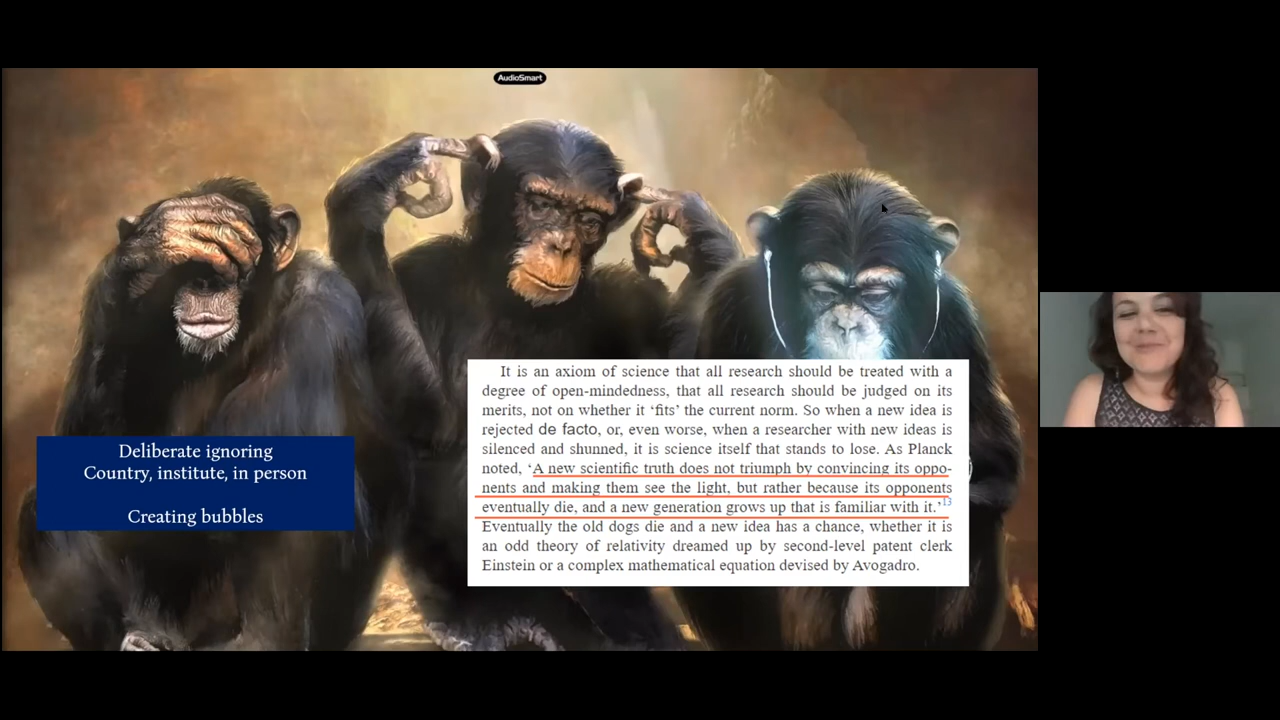 AudioSmart
It is an axiom of science that all research should be treated with a
degree of open-mindedness, that all research should be judged on its
merits, not on whether it ‘fits’ the current norm. So when a new idea is
rejected de facto, or, even worse, when a researcher with new ideas is
silenced and shunned, it is science itself that stands to lose. As Planck
noted, ‘A new scientific truth does not triumph by convincing its oppo-
nents and making them see the light, but rather because its opponents
eventually die, and a new generation grows up that is familiar with it.’13
Eventually the old dogs die and a new idea has a chance, whether it is
an odd theory of relativity dreamed up by second-level patent clerk
Einstein or a complex mathematical equation devised by Avogadro.
Deliberate ignoring
Country, institute, in person
Creating bubbles